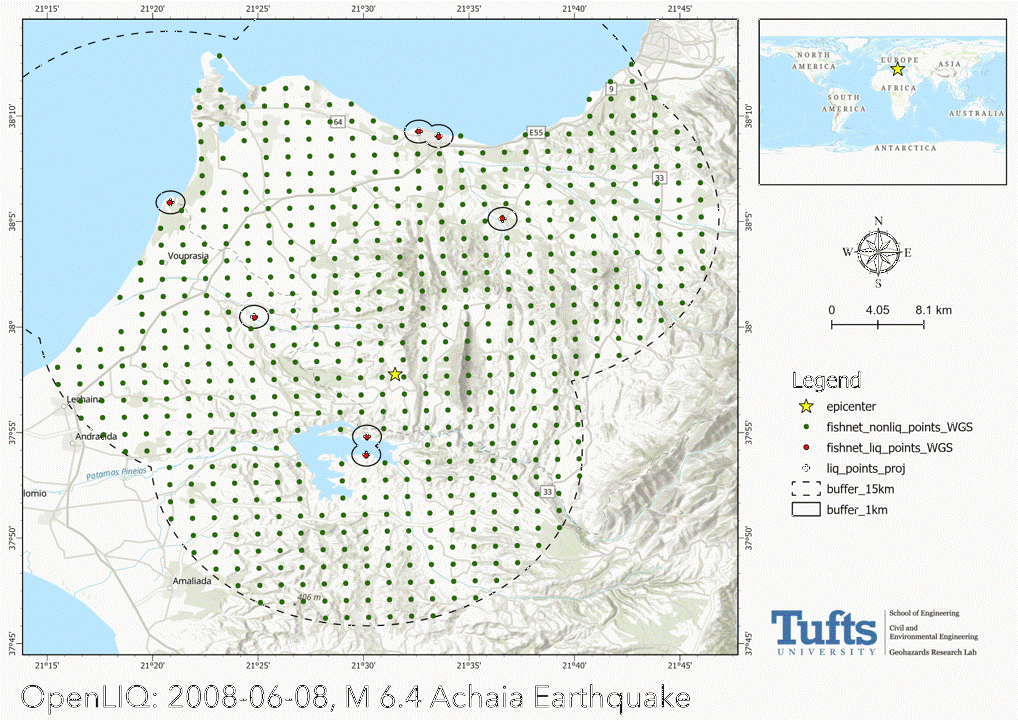 21°15' 21°20' 21°25' 21°30' 21°35' 21°40' 21°45'
38°10' 38°10'
38°5' 38°5'
38° 38°
37°55' 37°55'
37°50' 37°50'
37°45' 37°45'
9
64
E55
33
Vouprasia
Lechaina
Andravida
Potamos Pineios
lomio
33
Amaliada
406 m
21°15' 21°20' 21°25' 21°30' 21°35' 21°40' 21°45'
NORTH
AMERICA
EUROPE
ASIA
AFRICA
SOUTH
AMERICA
AUSTRALIA
ANTARCTICA
N
W E
S
0 4.05 8.1 km
Legend
epicenter
fishnet_nonliq_points_WGS
fishnet_liq_points_WGS
liq_points_proj
buffer_15km
buffer_1km
Tufts
UNIVERSITY
School of Engineering
Civil and
Environmental Engineering
Geohazards Research Lab
OpenLIQ: 2008-06-08, M 6.4 Achaia Earthquake